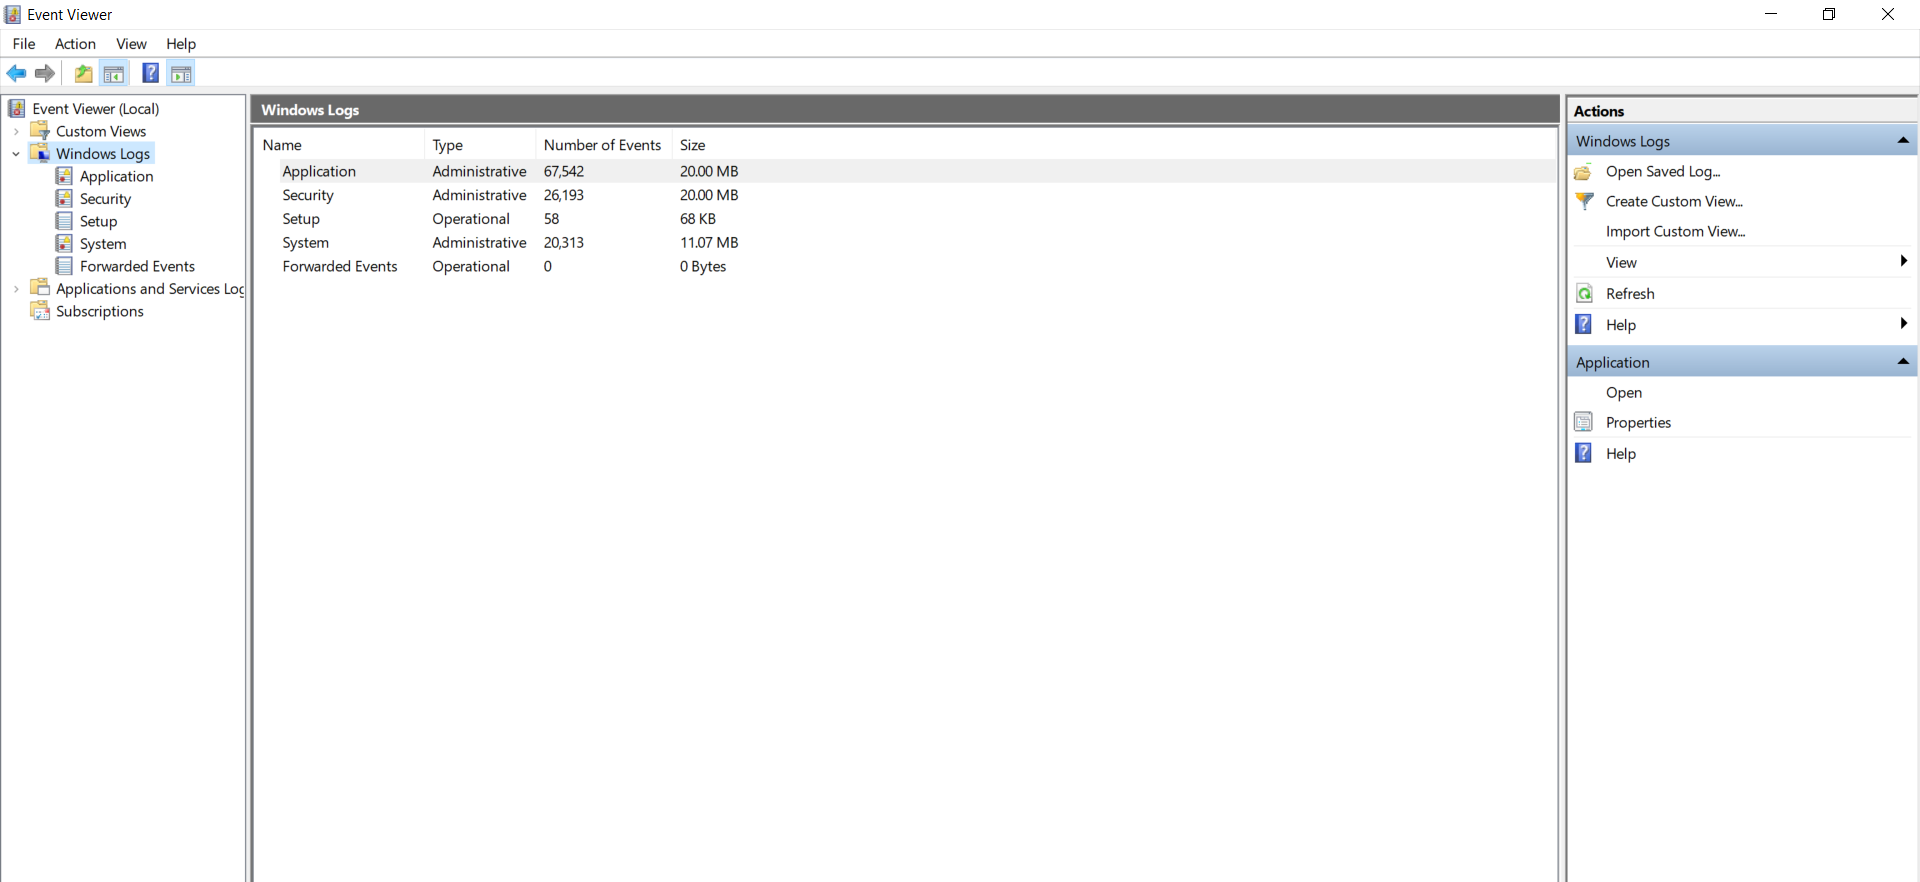 Event Viewer
File Action View Help
Event Viewer (Local)
Custom Views
Windows Logs
Application
Security
Setup
System
Forwarded Events
Applications and Services Log
Subscriptions
Windows Logs
Name Type Number of Events Size
Application Administrative 67,542 20.00 MB
Security Administrative 26,193 20.00 MB
Setup Operational 58 68 KB
System Administrative 20,313 11.07 MB
Forwarded Events Operational 0 0 Bytes
Actions
Windows Logs
Open Saved Log...
Create Custom View...
Import Custom View...
View
Refresh
Help
Application
Open
Properties
Help